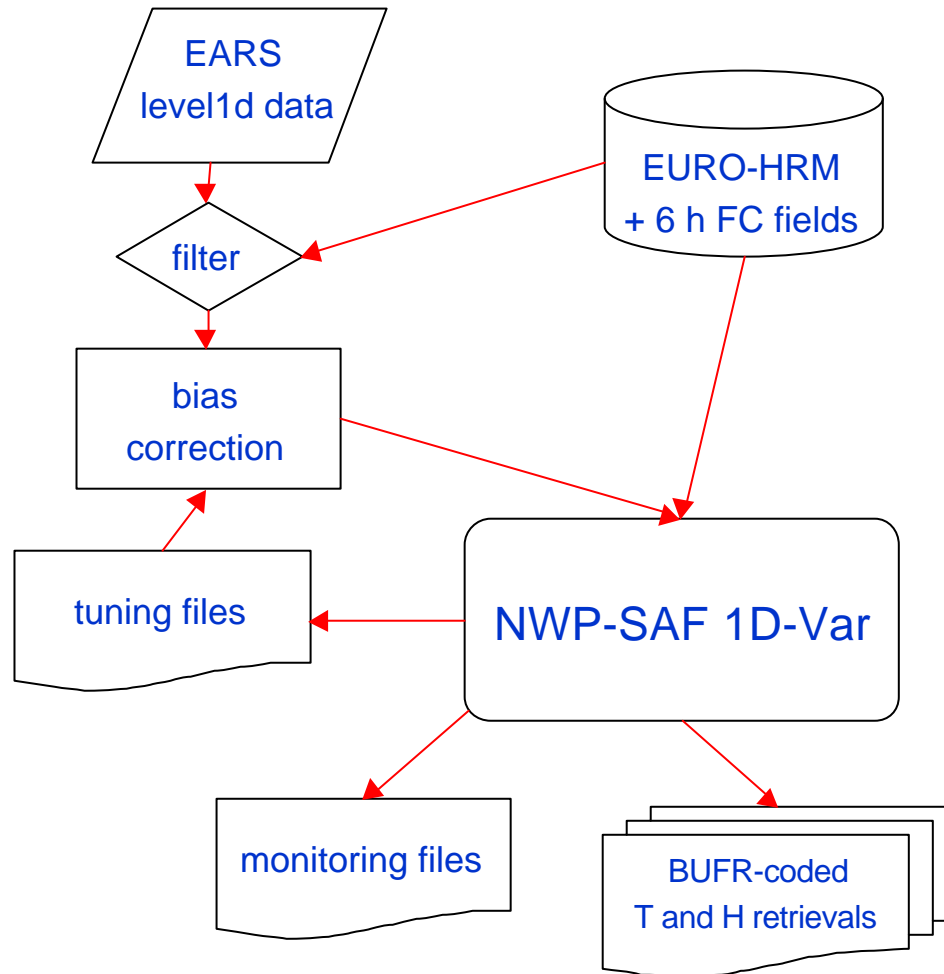 EARS
level1d data
EURO-HRM
+ 6 h FC fields
filter
bias
correction
tuning files
NWP-SAF 1D-Var
monitoring files
BUFR-coded
T and H retrievals